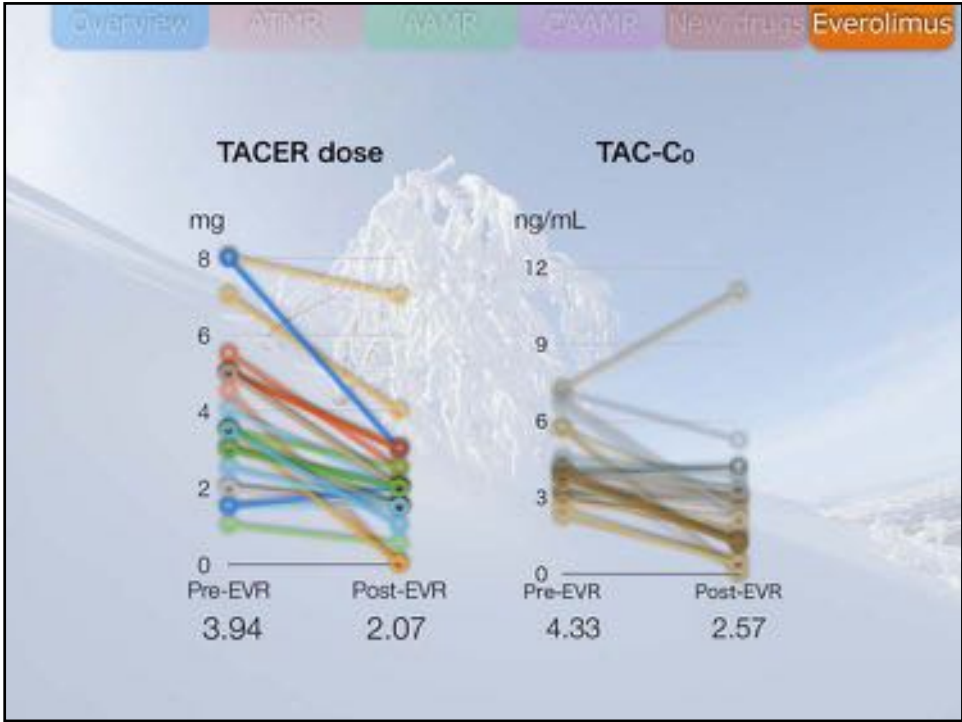 Overview
ATMR
AAMR
CAAMR
New drugs
Everolimus
TACER dose
mg
8
6
4
2
0
Pre-EVR
Post-EVR
3.94
2.07
TAC-C₀
ng/mL
12
9
6
3
0
Pre-EVR
Post-EVR
4.33
2.57